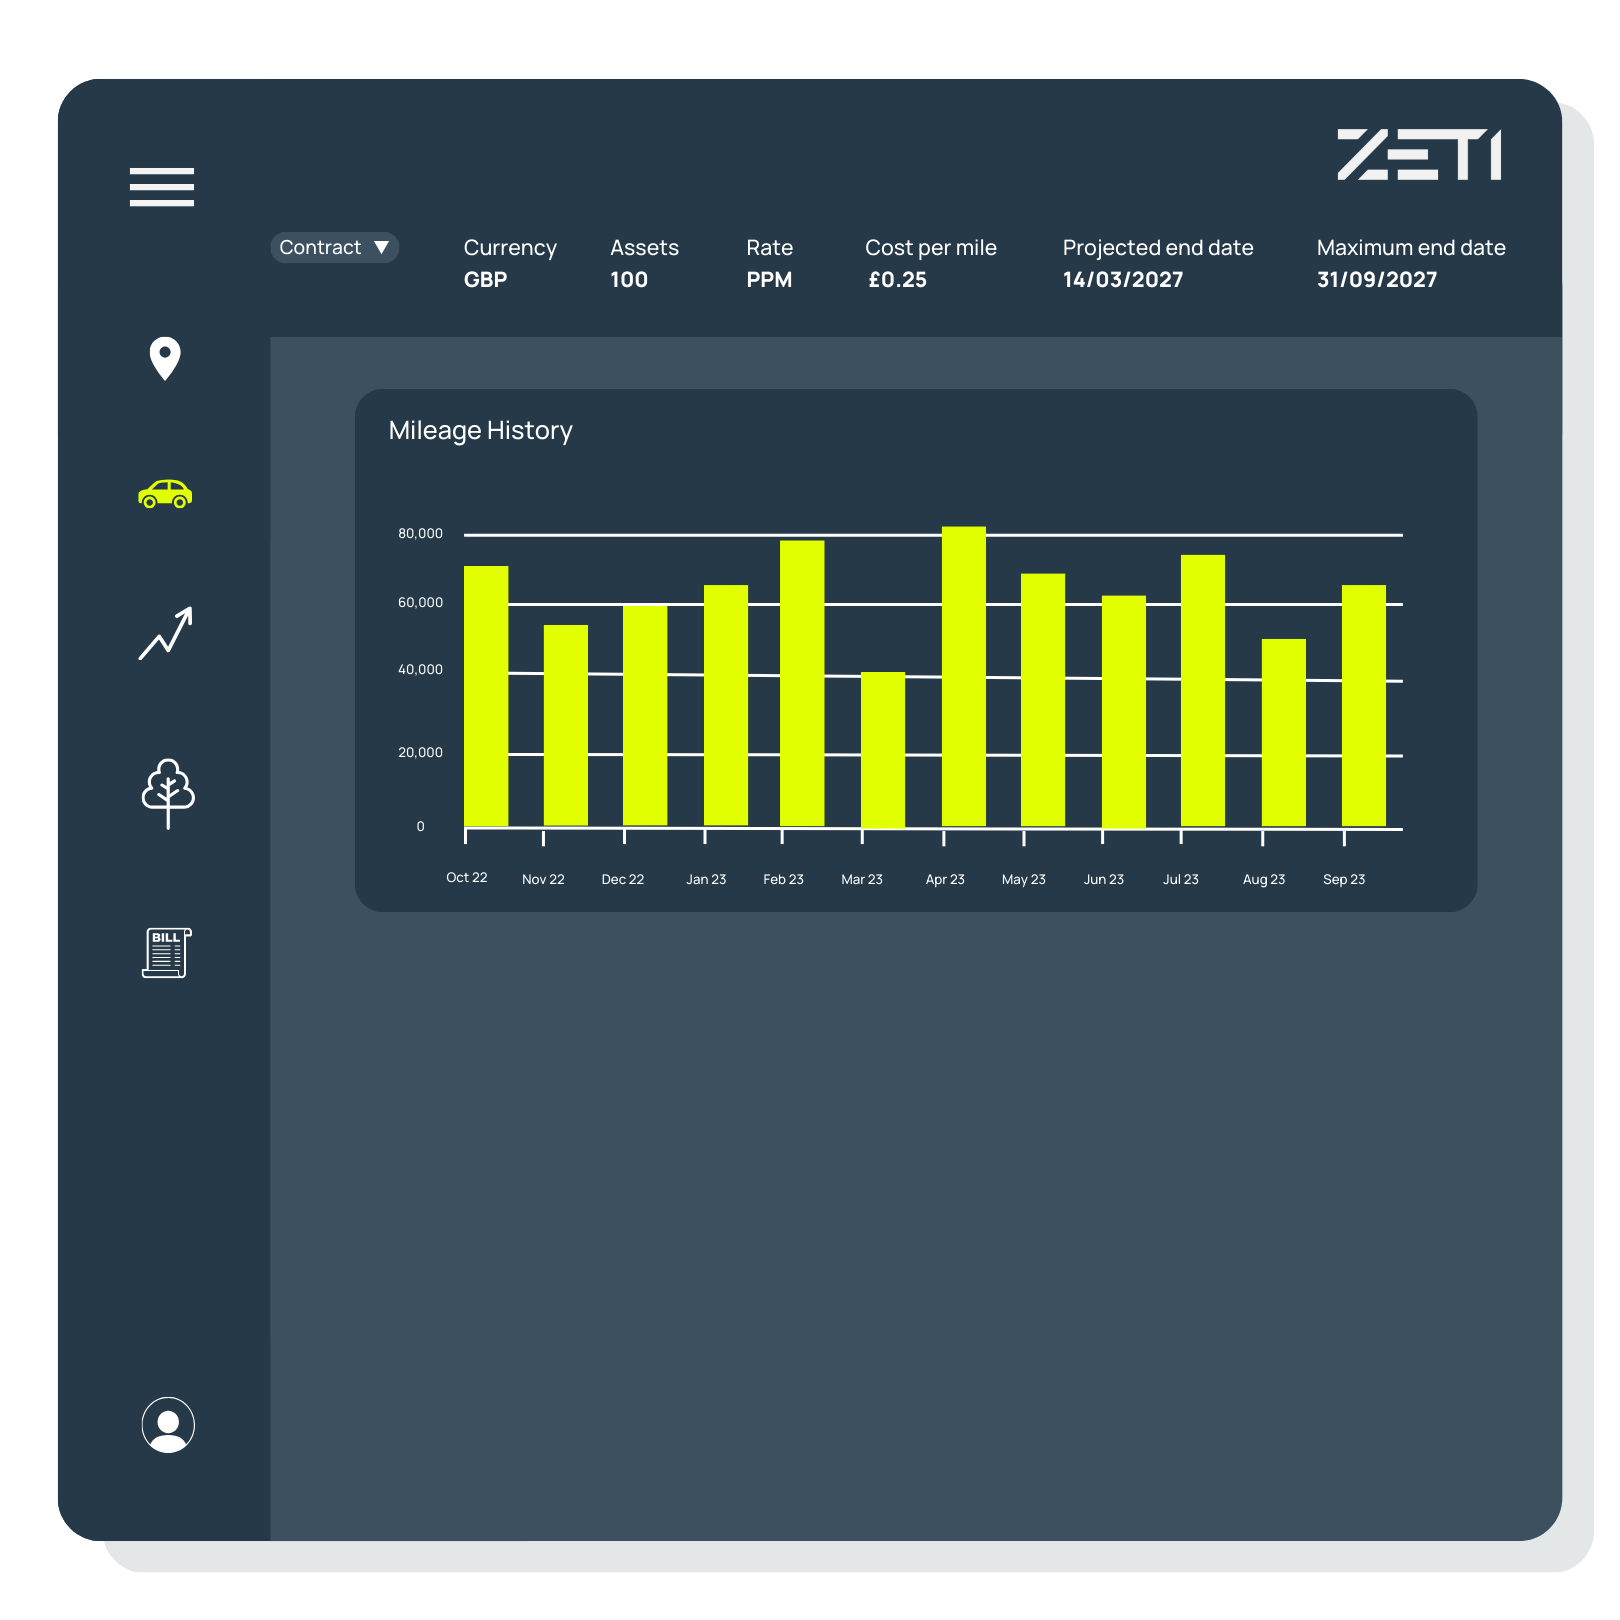 ZETI
Contract ▼
Currency Assets Rate Cost per mile Projected end date Maximum end date
GBP 100 PPM £0.25 14/03/2027 31/09/2027
Mileage History
80,000
60,000
40,000
20,000
0
Oct 22 Nov 22 Dec 22 Jan 23 Feb 23 Mar 23 Apr 23 May 23 Jun 23 Jul 23 Aug 23 Sep 23
BILL